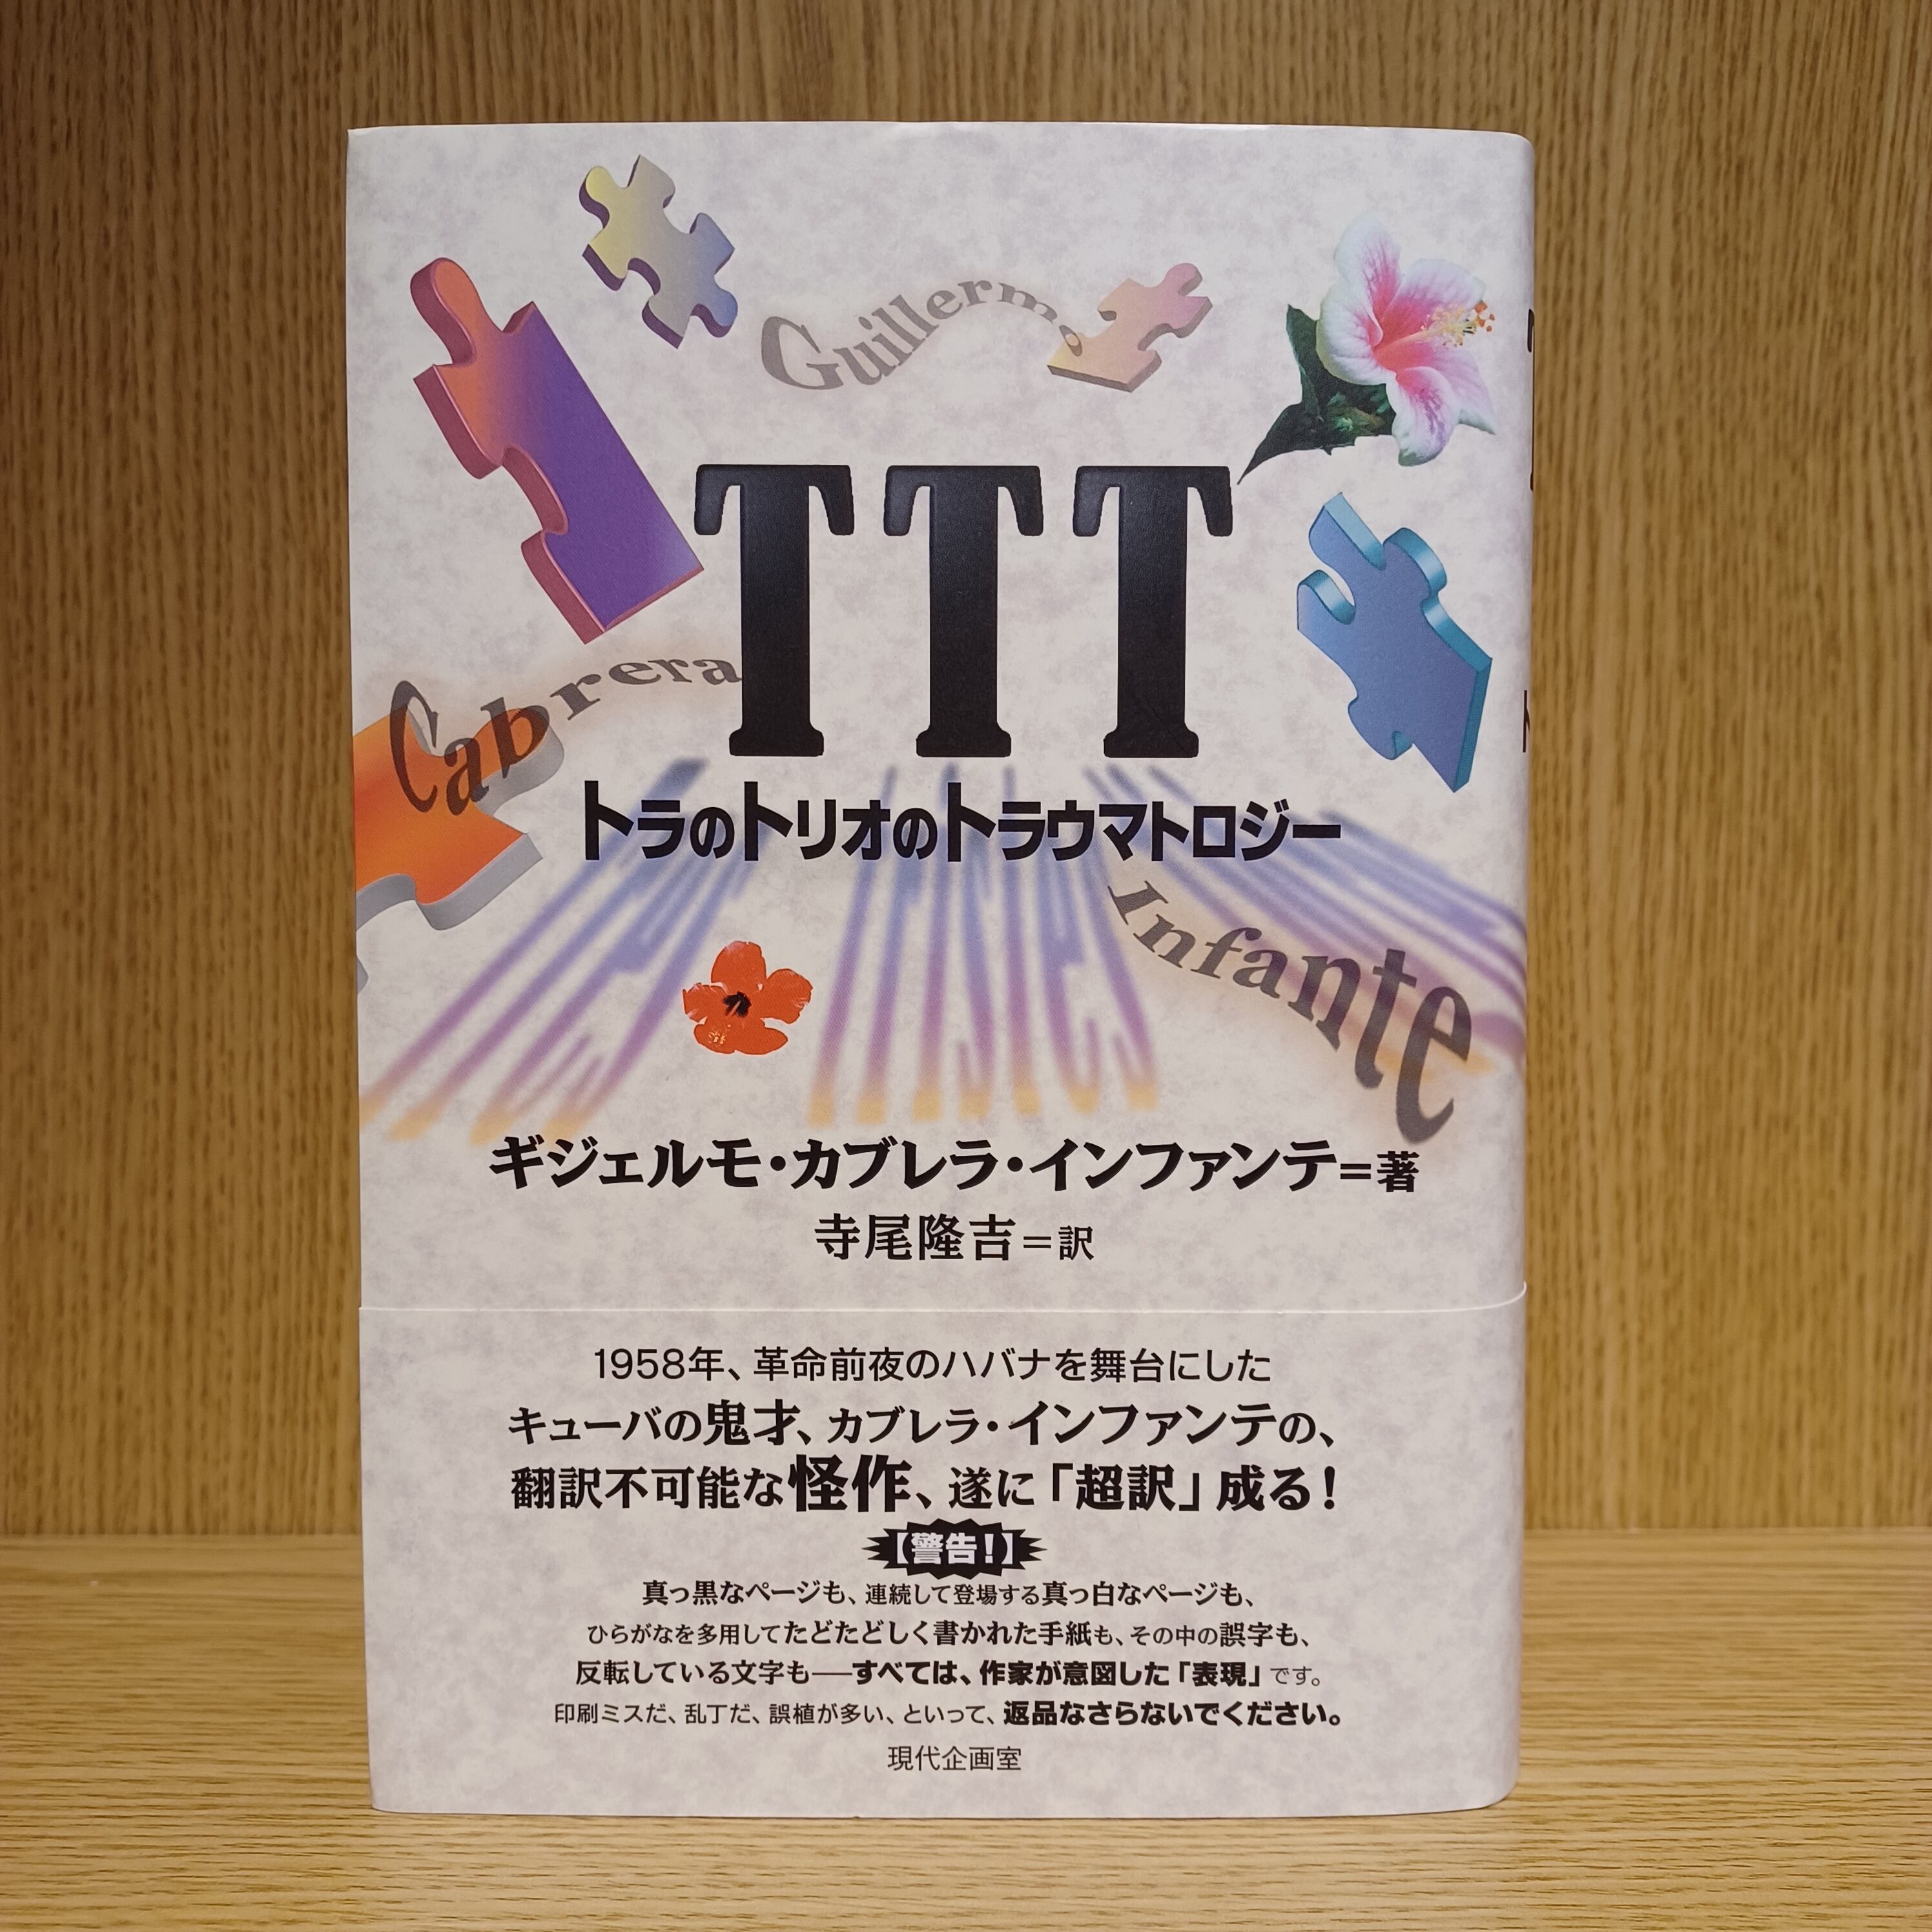 Guillermo
TTT
Cabrera
トラのトリオのトラウマトロジー
Tristes
Infante
ギジェルモ・カブレラ・インファンテ=著
寺尾隆吉=訳
1958年、革命前夜のハバナを舞台にした
キューバの鬼才、カブレラ・インファンテの、
翻訳不可能な怪作、遂に「超訳」成る!
【警告!】
真っ黒なページも、連続して登場する真っ白なページも、
ひらがなを多用してたどたどしく書かれた手紙も、その中の誤字も、
反転している文字も──すべては、作家が意図した「表現」です。
印刷ミスだ、乱丁だ、誤植が多い、といって、返品なさらないでください。
現代企画室